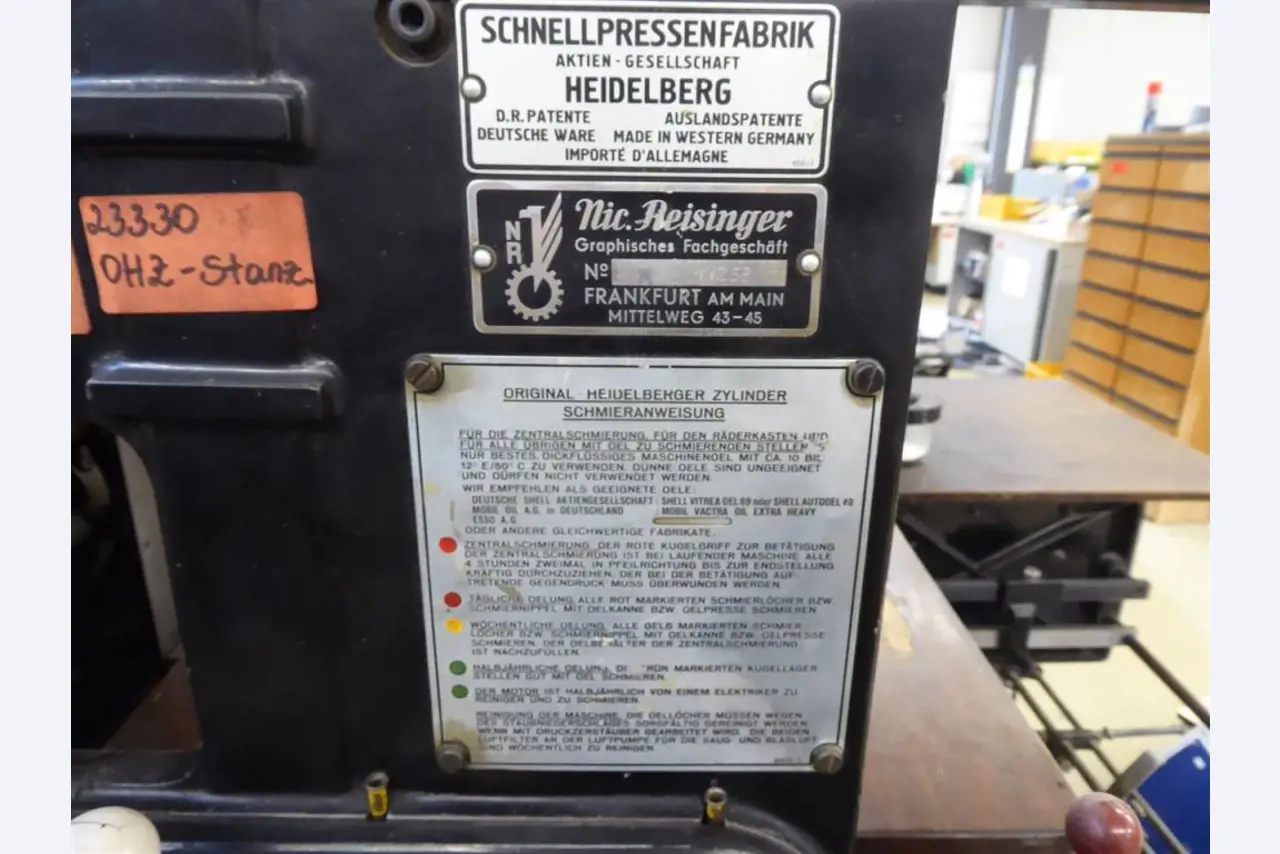 SCHNELLPRESSENFABRIK
AKTIEN - GESELLSCHAFT
HEIDELBERG
D.R. PATENTE AUSLANDSPATENTE
DEUTSCHE WARE MADE IN WESTERN GERMANY
IMPORTÉ D'ALLEMAGNE
23330
OHZ-Stanz
NR
Nic. Reisinger
Graphisches Fachgeschäft
Nº
FRANKFURT AM MAIN
MITTELWEG 43-45
ORIGINAL HEIDELBERGER ZYLINDER
SCHMIERANWEISUNG
FÜR DIE ZENTRALSCHMIERUNG, FÜR DEN RÄDERKASTEN UND
FÜR ALLE ÜBRIGEN MIT OEL ZU SCHMIERENDEN STELLEN
NUR BESTES, DICKFLÜSSIGES MASCHINENOEL MIT CA. 10 BIS
12° E/50° C ZU VERWENDEN. DÜNNE OELE SIND UNGEEIGNET
UND DÜRFEN NICHT VERWENDET WERDEN.
WIR EMPFEHLEN ALS GEEIGNETE OELE:
DEUTSCHE SHELL AKTIENGESELLSCHAFT : SHELL VITREA OEL 69 oder SHELL AUTOOEL 40
MOBIL OIL A.G. in DEUTSCHLAND : MOBIL VACTRA OIL EXTRA HEAVY
ESSO A.G.
ODER ANDERE GLEICHWERTIGE FABRIKATE.
ZENTRALSCHMIERUNG, DER ROTE KUGELGRIFF ZUR BETÄTIGUNG
DER ZENTRALSCHMIERUNG IST BEI LAUFENDER MASCHINE ALLE
4 STUNDEN ZWEIMAL IN PFEILRICHTUNG BIS ZUR ENDSTELLUNG
KRÄFTIG DURCHZUZIEHEN. DER BEI DER BETÄTIGUNG AUF-
TRETENDE GEGENDRUCK MUSS ÜBERWUNDEN WERDEN.
TÄGLICHE OELUNG, ALLE ROT MARKIERTEN SCHMIERLÖCHER BZW.
SCHMIERNIPPEL MIT OELKANNE BZW. OELPRESSE SCHMIEREN
WÖCHENTLICHE OELUNG, ALLE GELB MARKIERTEN SCHMIER
LÖCHER BZW. SCHMIERNIPPEL MIT OELKANNE BZW. OELPRESSE
SCHMIEREN. DER OELBEHÄLTER DER ZENTRALSCHMIERUNG
IST NACHZUFÜLLEN.
HALBJÄHRLICHE OELUNG, MARKIERTEN KUGELLAGER
STELLEN GUT MIT OEL SCHMIEREN.
DER MOTOR IST HALBJÄHRLICH VON EINEM ELEKTRIKER ZU
REINIGEN UND ZU SCHMIEREN.
REINIGUNG DER MASCHINE, DIE OELLÖCHER MÜSSEN WEGEN
DES STAUBNIEDERSCHLAGES SORGFÄLTIG GEREINIGT WERDEN
WENN MIT DRUCKZERSTÄUBER GEARBEITET WIRD. DIE BEIDEN
LUFTFILTER AN DER LUFTPUMPE FÜR DIE SAUG- UND BLASLUFT
SIND WÖCHENTLICH ZU REINIGEN